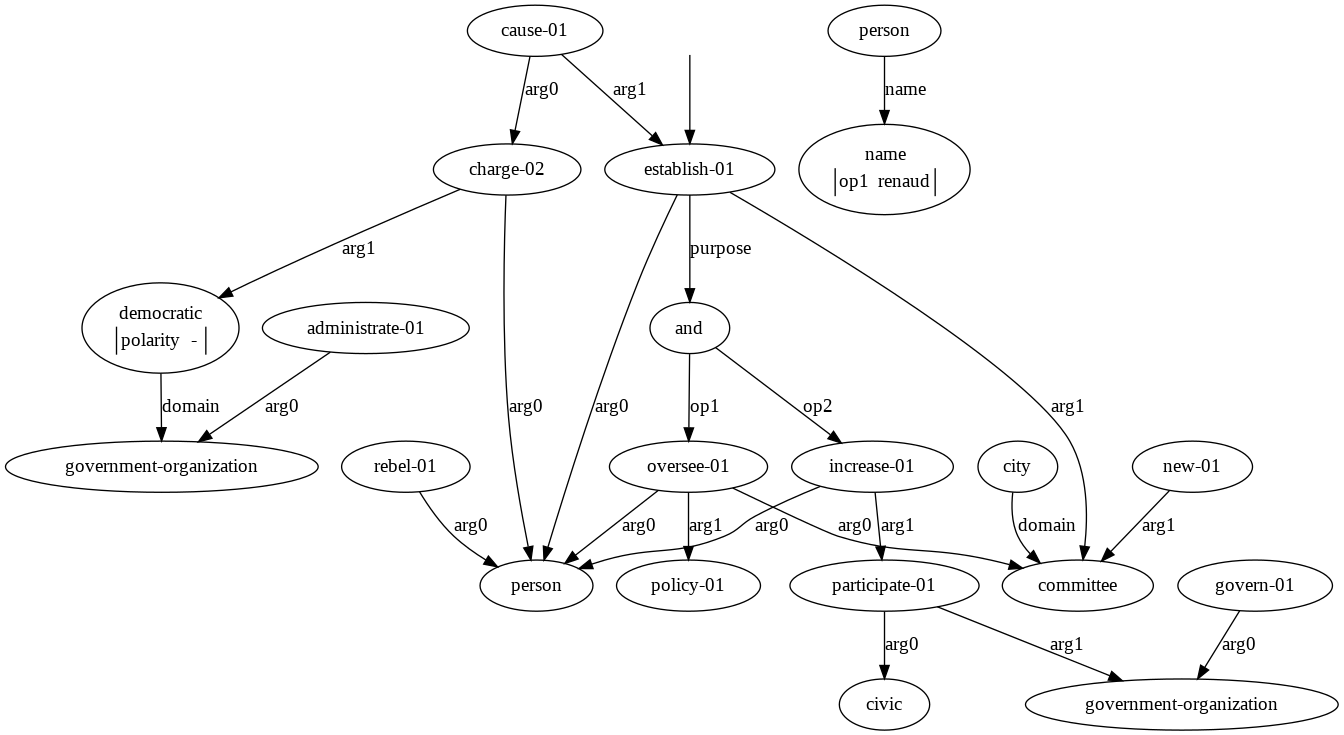 cause-01
person
arg0
arg1
name
charge-02
establish-01
name
op1 renaud
arg1
purpose
democratic
polarity -
administrate-01
and
domain
arg0
arg0
arg0
op1
op2
arg1
government-organization
rebel-01
oversee-01
increase-01
city
new-01
arg0
arg0
arg1
arg0
arg0
arg1
domain
arg1
person
policy-01
participate-01
committee
govern-01
arg0
arg1
arg0
civic
government-organization